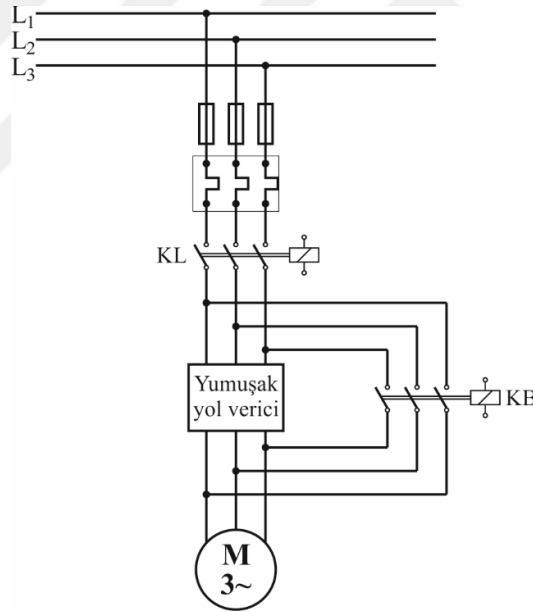 L₁
L₂
L₃
KL
Yumuşak
yol verici
KB
M
3~